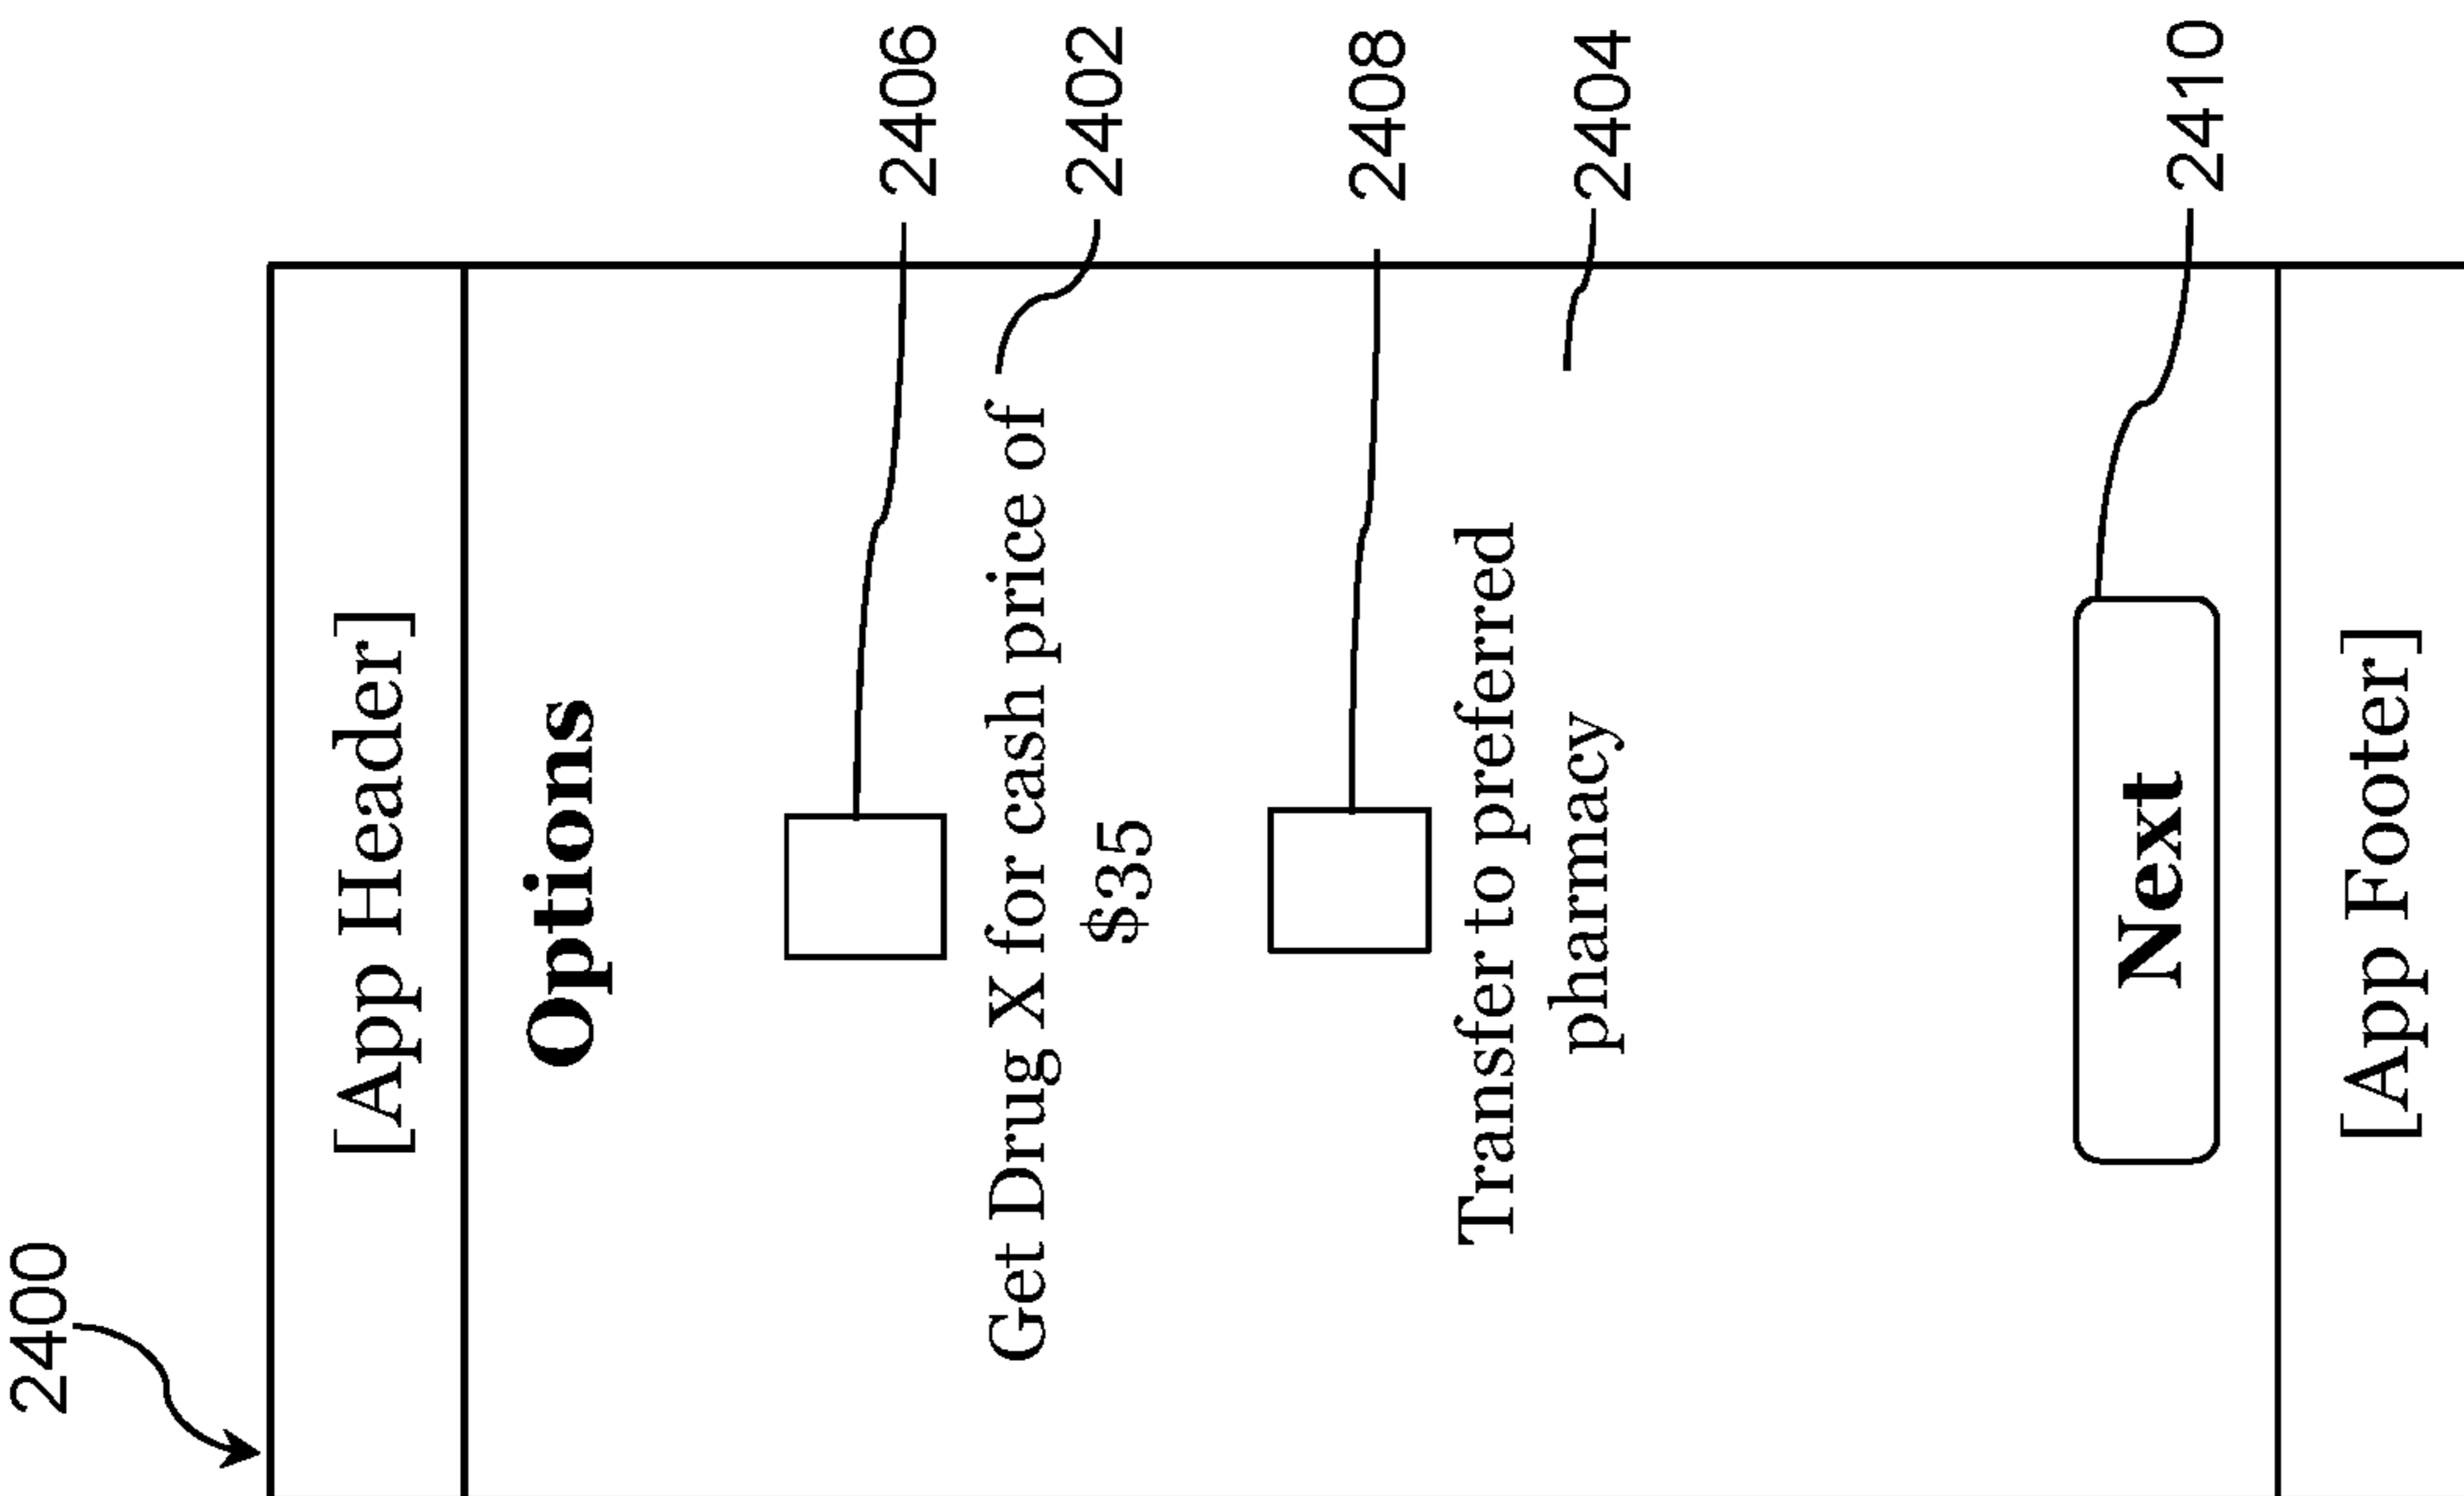 2400
[App Header]
Options
2406
Get Drug X for cash price of
$35
2402
2408
Transfer to preferred
pharmacy
2404
Next
2410
[App Footer]